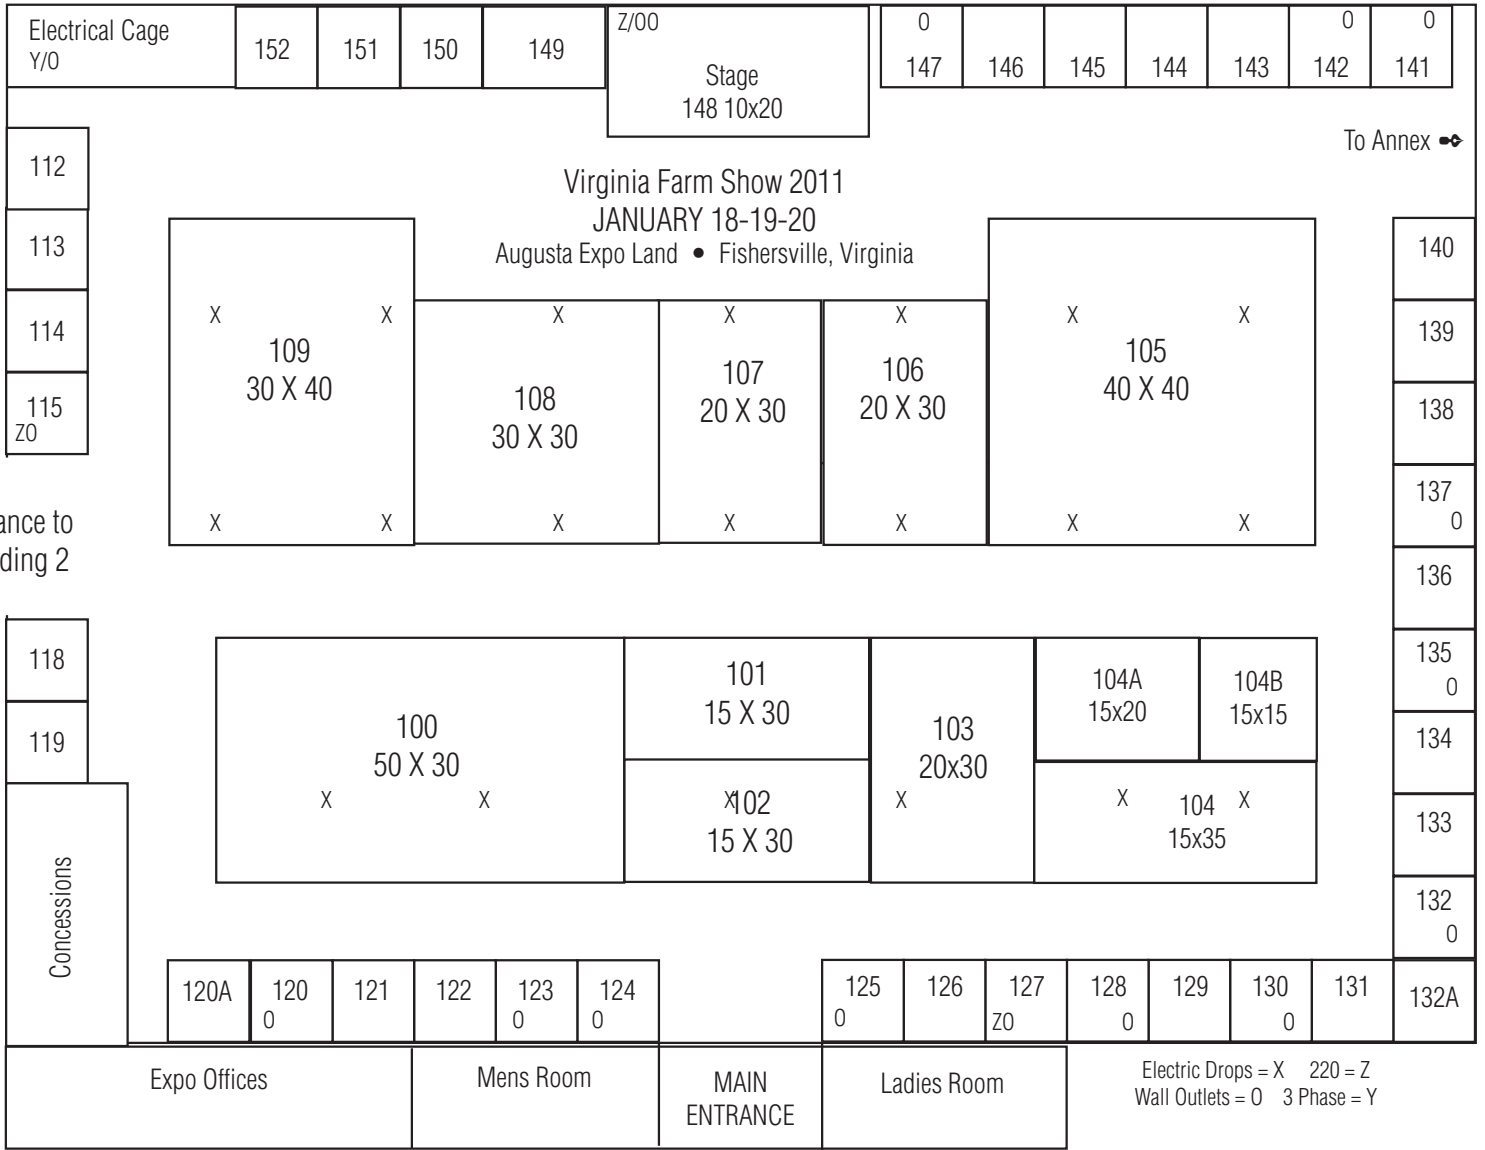 Electrical Cage
Y/0
152
151
150
149
Z/00
Stage
148 10x20
0
147
146
145
144
143
0
142
0
141
To Annex
112
113
114
115
Z0
Virginia Farm Show 2011
JANUARY 18-19-20
Augusta Expo Land • Fishersville, Virginia
X X
109
30 X 40
X X
X
108
30 X 30
X
X
107
20 X 30
X
X
106
20 X 30
X
X X
105
40 X 40
X X
140
139
138
137
0
136
135
0
134
133
132
0
132A
ance to
ding 2
118
119
Concessions
100
50 X 30
X X
101
15 X 30
X102
15 X 30
103
20x30
X
104A
15x20
104B
15x15
X 104 X
15x35
120A
120
0
121
122
123
0
124
0
125
0
126
127
Z0
128
0
129
130
0
131
Expo Offices
Mens Room
MAIN
ENTRANCE
Ladies Room
Electric Drops = X 220 = Z
Wall Outlets = 0 3 Phase = Y